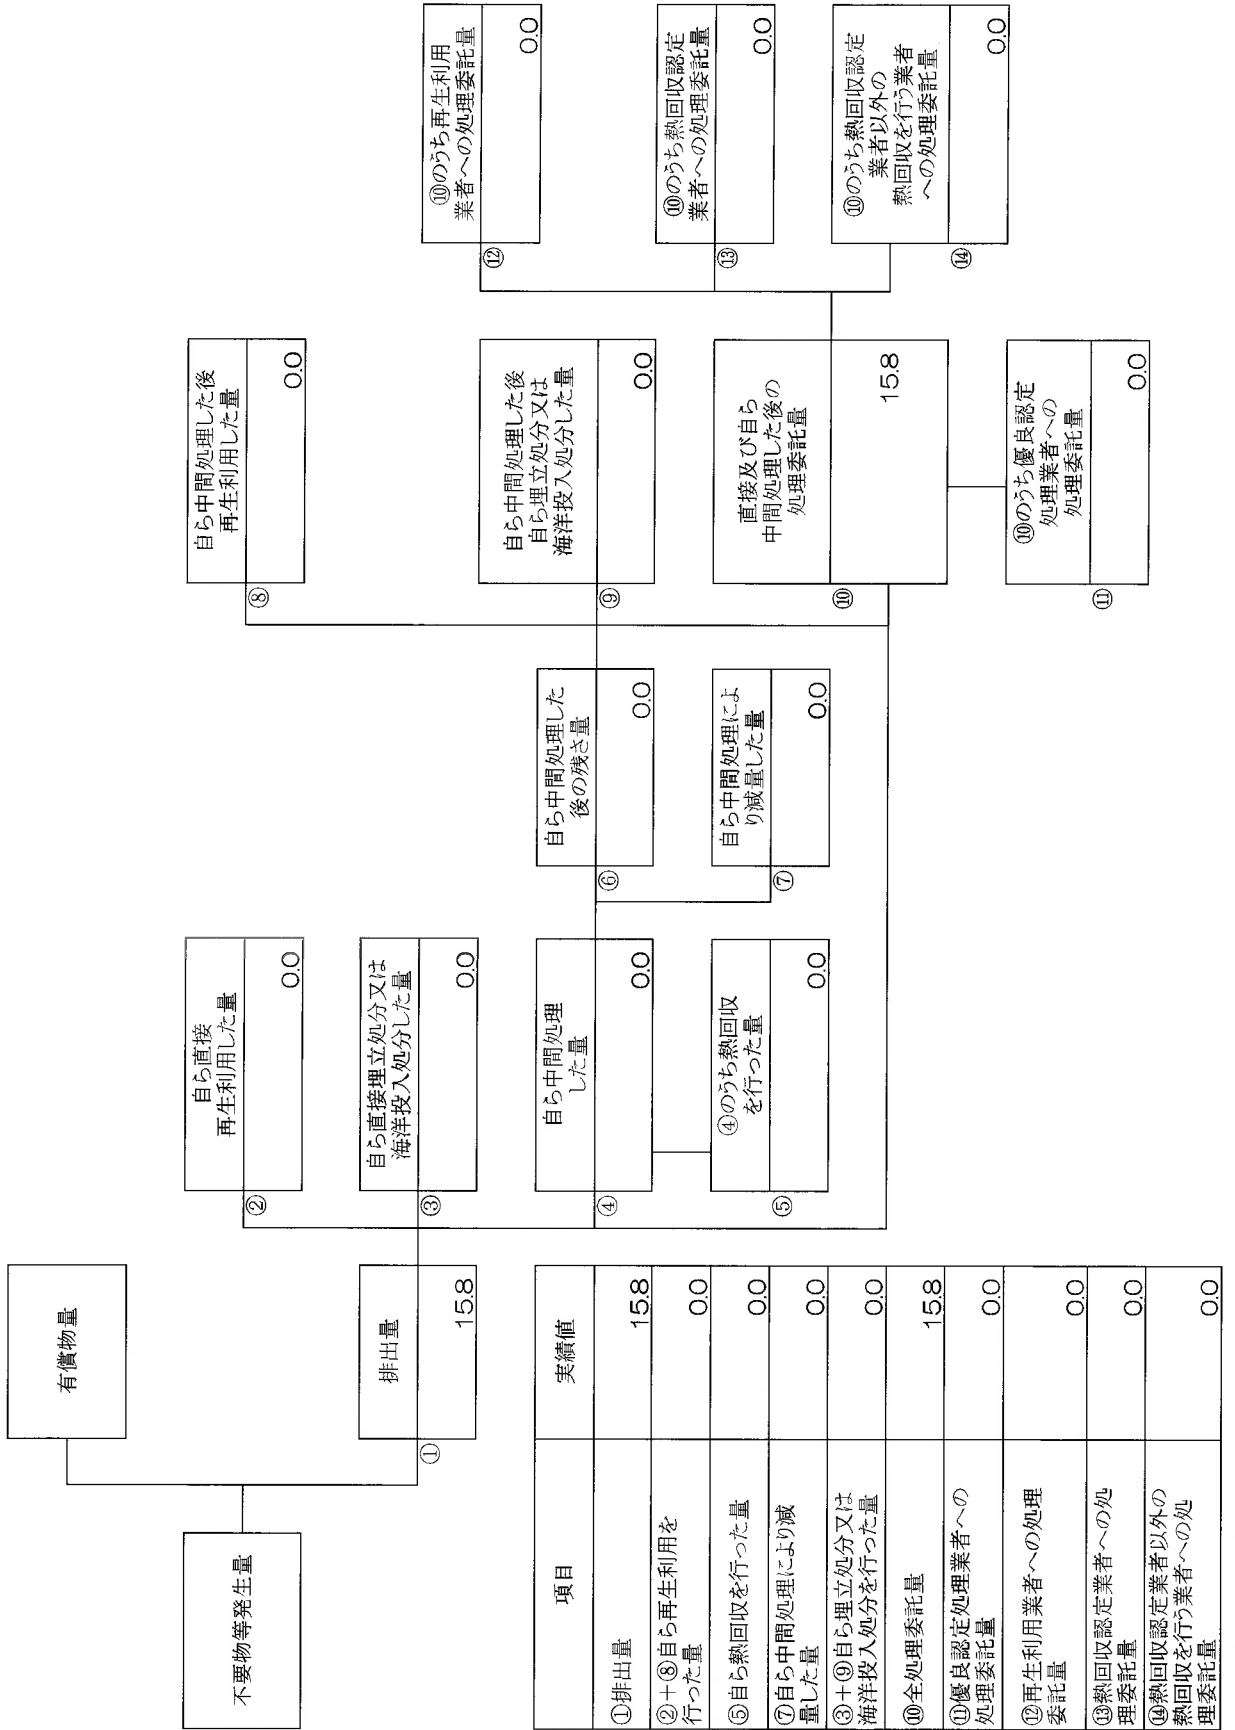 有償物量
不要物等発生量
①
排出量
15.8
②
自ら直接
再生利用した量
0.0
③
自ら直接埋立処分又は
海洋投入処分した量
0.0
④
自ら中間処理
した量
0.0
⑤
④のうち熱回収
を行った量
0.0
⑥
自ら中間処理した
後の残さ量
0.0
⑦
自ら中間処理によ
り減量した量
0.0
⑧
自ら中間処理した後
再生利用した量
0.0
⑨
自ら中間処理した後
自ら埋立処分又は
海洋投入処分した量
0.0
⑩
直接及び自ら
中間処理した後の
処理委託量
15.8
⑪
⑩のうち優良認定
処理業者への
処理委託量
0.0
⑫
⑩のうち再生利用
業者への処理委託量
0.0
⑬
⑩のうち熱回収認定
業者への処理委託量
0.0
⑭
⑩のうち熱回収認定
業者以外の
熱回収を行う業者
への処理委託量
0.0
項目 実績値
①排出量 15.8
②+⑧自ら再生利用を
行った量 0.0
⑤自ら熱回収を行った量 0.0
⑦自ら中間処理により減
量した量 0.0
③+⑨自ら埋立処分又は
海洋投入処分を行った量 0.0
⑩全処理委託量 15.8
⑪優良認定処理業者への
処理委託量 0.0
⑫再生利用業者への処理
委託量 0.0
⑬熱回収認定業者への処
理委託量 0.0
⑭熱回収認定業者以外の
熱回収を行う業者への処
理委託量 0.0